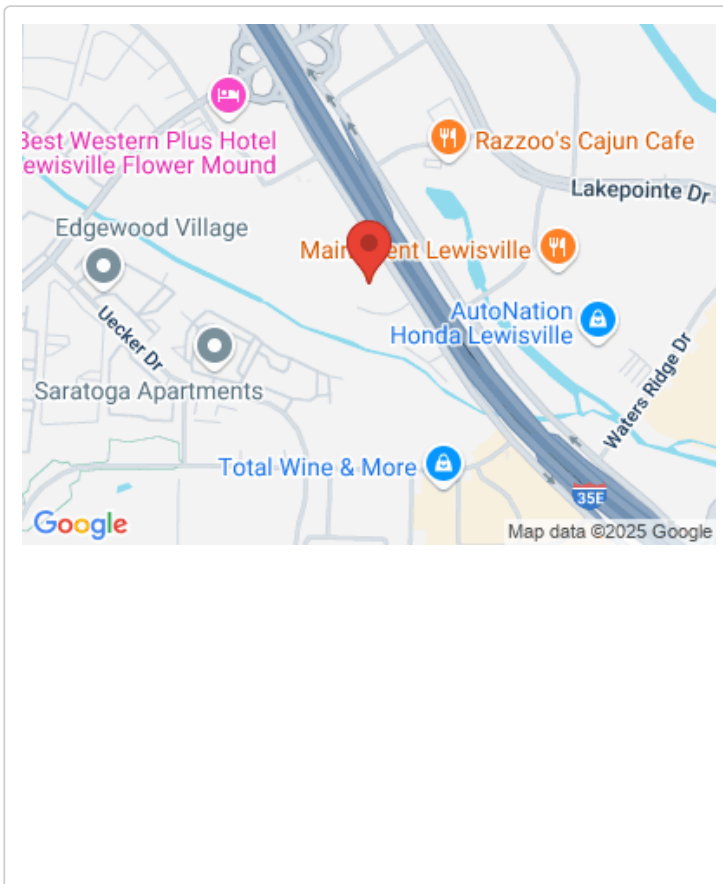 Best Western Plus Hotel
ewisville Flower Mound
Razzoo's Cajun Cafe
Lakepointe Dr
Edgewood Village
Lewisville
AutoNation
Honda Lewisville
Uecker Dr
Saratoga Apartments
Waters Ridge Dr
Total Wine & More
35E
Google
Map data ©2025 Google